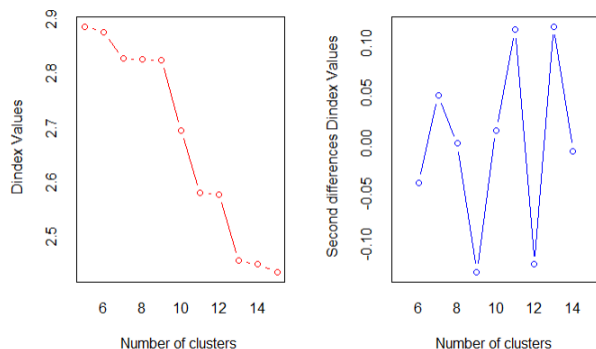 Dindex Values
2.9
2.8
2.7
2.6
2.5
6 8 10 12 14
Number of clusters
Second differences Dindex Values
0.10
0.05
0.00
-0.05
-0.10
6 8 10 12 14
Number of clusters